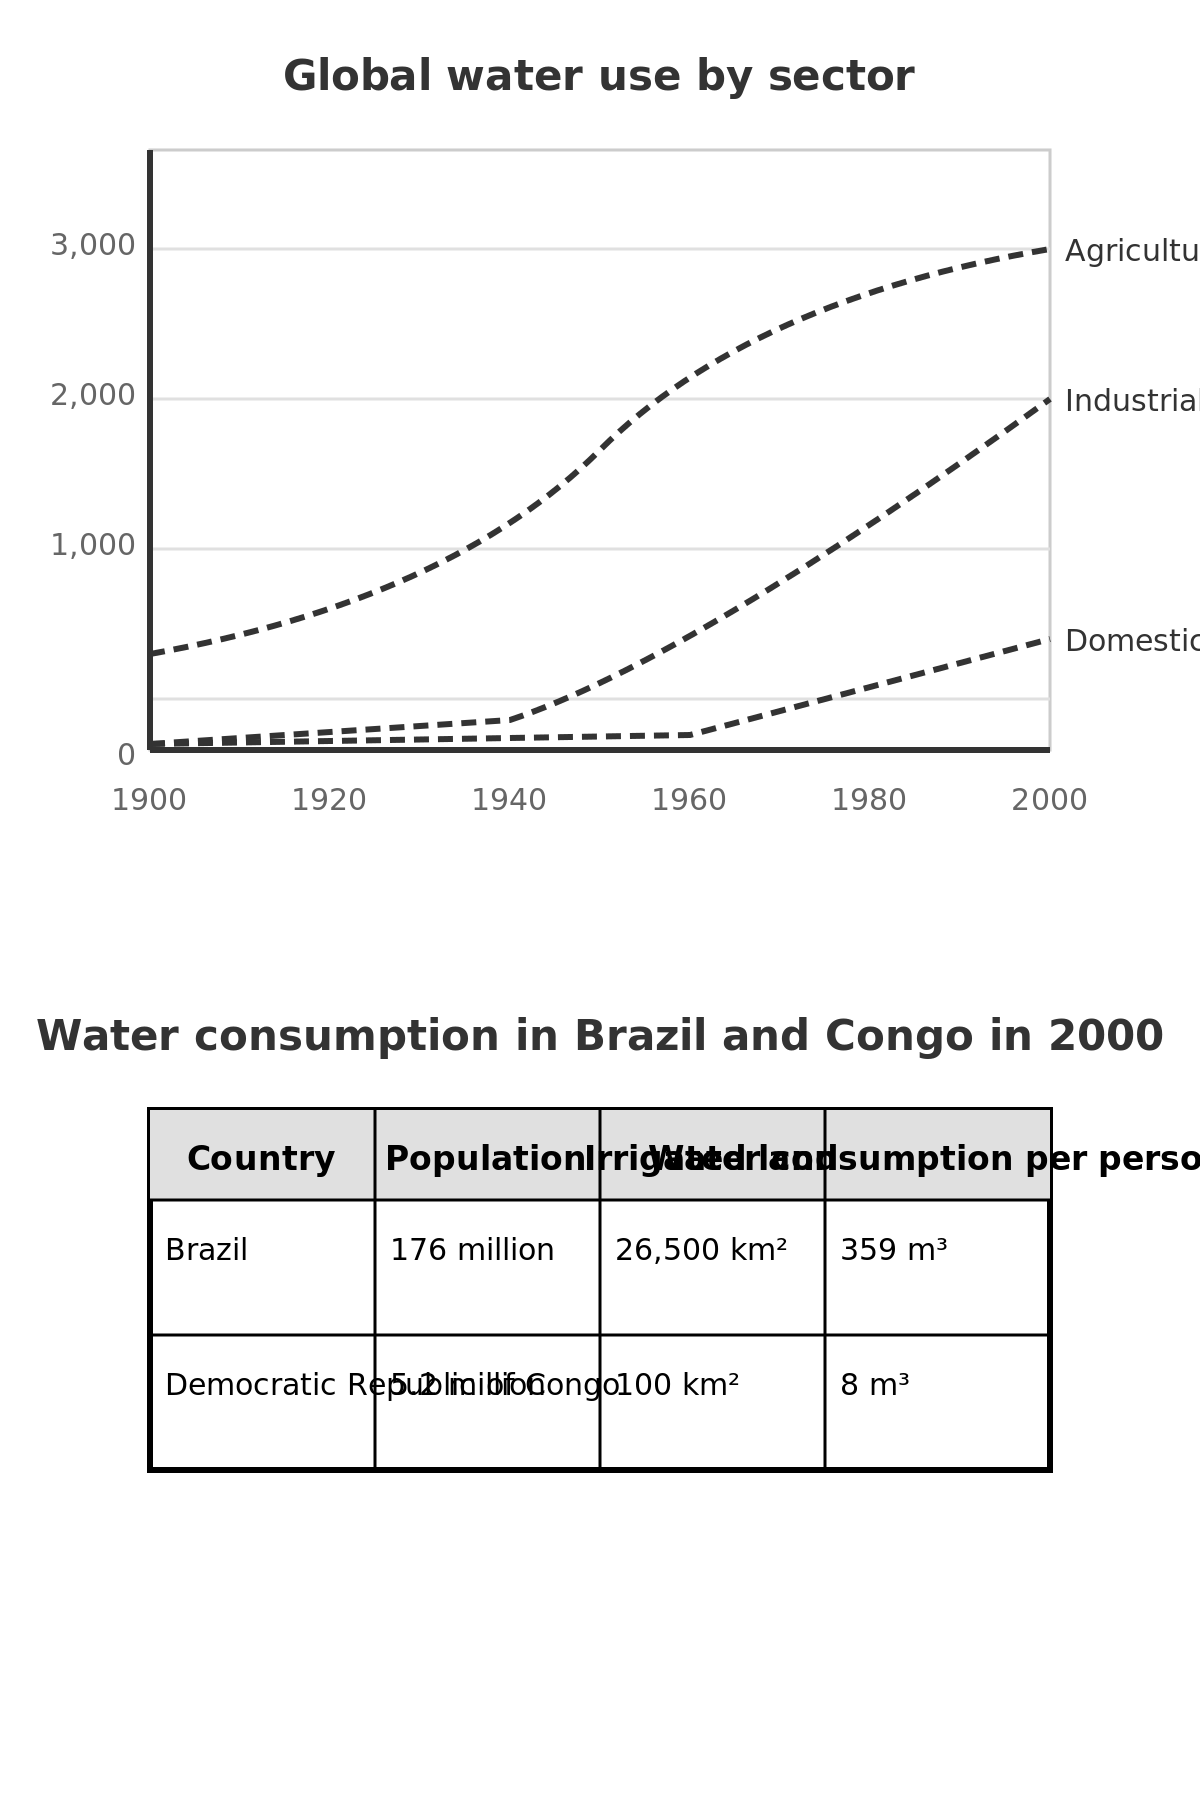 Global water use by sector
3,000
Agricultu
2,000
Industrial
1,000
Domestic
0
1900 1920 1940 1960 1980 2000
Water consumption in Brazil and Congo in 2000
Country Population Irrigated land Water consumption per perso
Brazil 176 million 26,500 km² 359 m³
Democratic Republic of Congo 5.2 million 100 km² 8 m³